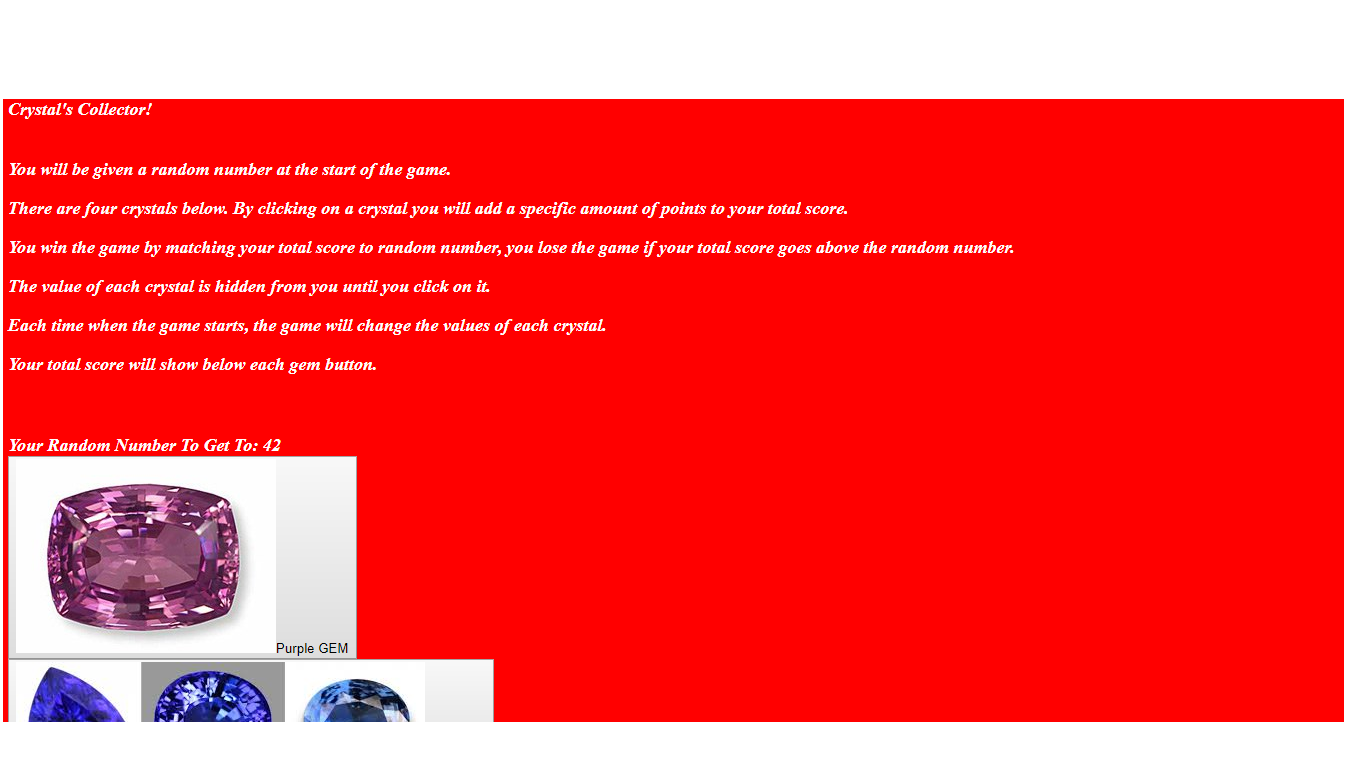 Crystal's Collector!
You will be given a random number at the start of the game.
There are four crystals below. By clicking on a crystal you will add a specific amount of points to your total score.
You win the game by matching your total score to random number, you lose the game if your total score goes above the random number.
The value of each crystal is hidden from you until you click on it.
Each time when the game starts, the game will change the values of each crystal.
Your total score will show below each gem button.
Your Random Number To Get To: 42
Purple GEM